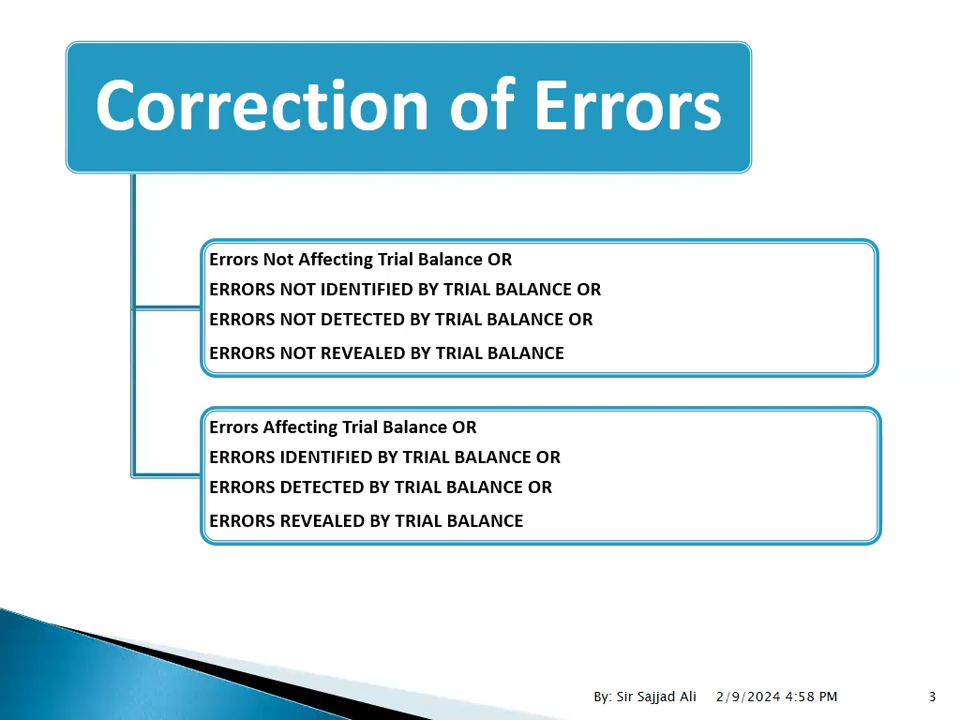 Correction of Errors
Errors Not Affecting Trial Balance OR
ERRORS NOT IDENTIFIED BY TRIAL BALANCE OR
ERRORS NOT DETECTED BY TRIAL BALANCE OR
ERRORS NOT REVEALED BY TRIAL BALANCE
Errors Affecting Trial Balance OR
ERRORS IDENTIFIED BY TRIAL BALANCE OR
ERRORS DETECTED BY TRIAL BALANCE OR
ERRORS REVEALED BY TRIAL BALANCE
By: Sir Sajjad Ali 2/9/2024 4:58 PM 3